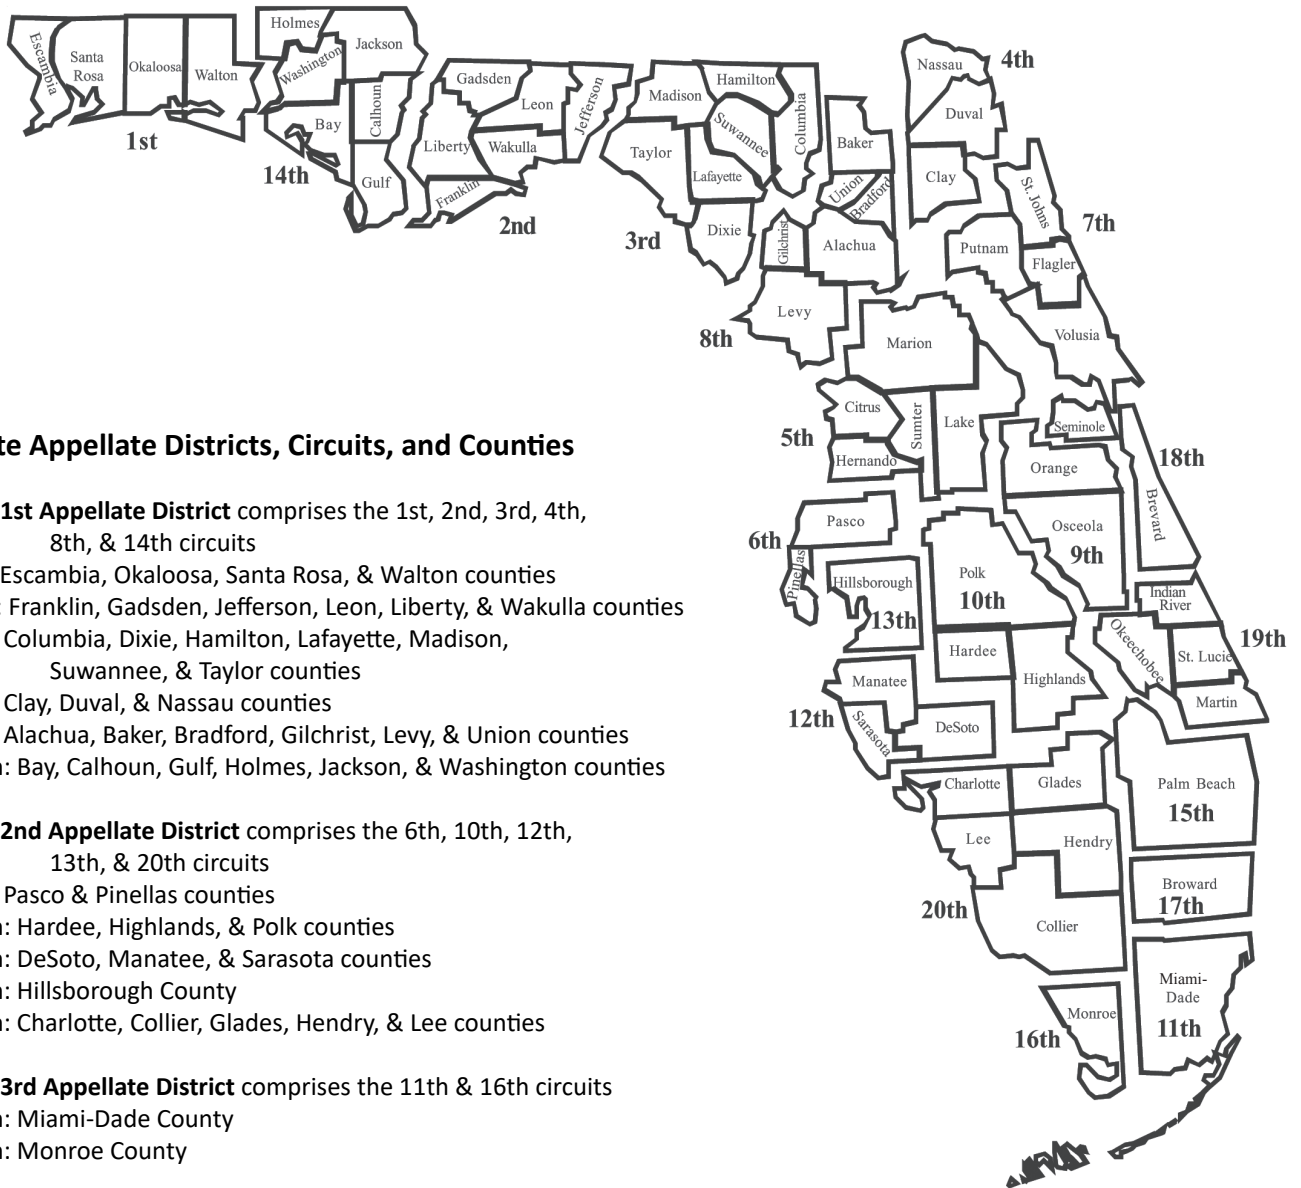 Holmes
Jackson
Escambia
Santa
Rosa
Okaloosa
Walton
Washington
1st
Bay
Calhoun
14th
Gulf
Gadsden
Leon
Jefferson
Liberty
Wakulla
Franklin
2nd
Madison
Hamilton
Columbia
Suwannee
Taylor
Lafayette
Dixie
3rd
Nassau
4th
Duval
Clay
Baker
Union
Bradford
Gilchrist
Alachua
Levy
8th
St. Johns
7th
Putnam
Flagler
Volusia
Marion
Citrus
Sumter
Lake
5th
Hernando
Seminole
Orange
18th
Brevard
Osceola
9th
Pasco
6th
Pinellas
Hillsborough
13th
Polk
10th
Hardee
Highlands
Indian
River
Okeechobee
St. Lucie
19th
Martin
Manatee
12th
Sarasota
DeSoto
Charlotte
Glades
Lee
Hendry
20th
Collier
Palm Beach
15th
Broward
17th
Miami-
Dade
11th
Monroe
16th
te Appellate Districts, Circuits, and Counties
1st Appellate District comprises the 1st, 2nd, 3rd, 4th,
8th, & 14th circuits
Escambia, Okaloosa, Santa Rosa, & Walton counties
: Franklin, Gadsden, Jefferson, Leon, Liberty, & Wakulla counties
Columbia, Dixie, Hamilton, Lafayette, Madison,
Suwannee, & Taylor counties
Clay, Duval, & Nassau counties
Alachua, Baker, Bradford, Gilchrist, Levy, & Union counties
: Bay, Calhoun, Gulf, Holmes, Jackson, & Washington counties
2nd Appellate District comprises the 6th, 10th, 12th,
13th, & 20th circuits
Pasco & Pinellas counties
: Hardee, Highlands, & Polk counties
: DeSoto, Manatee, & Sarasota counties
: Hillsborough County
: Charlotte, Collier, Glades, Hendry, & Lee counties
3rd Appellate District comprises the 11th & 16th circuits
: Miami-Dade County
: Monroe County